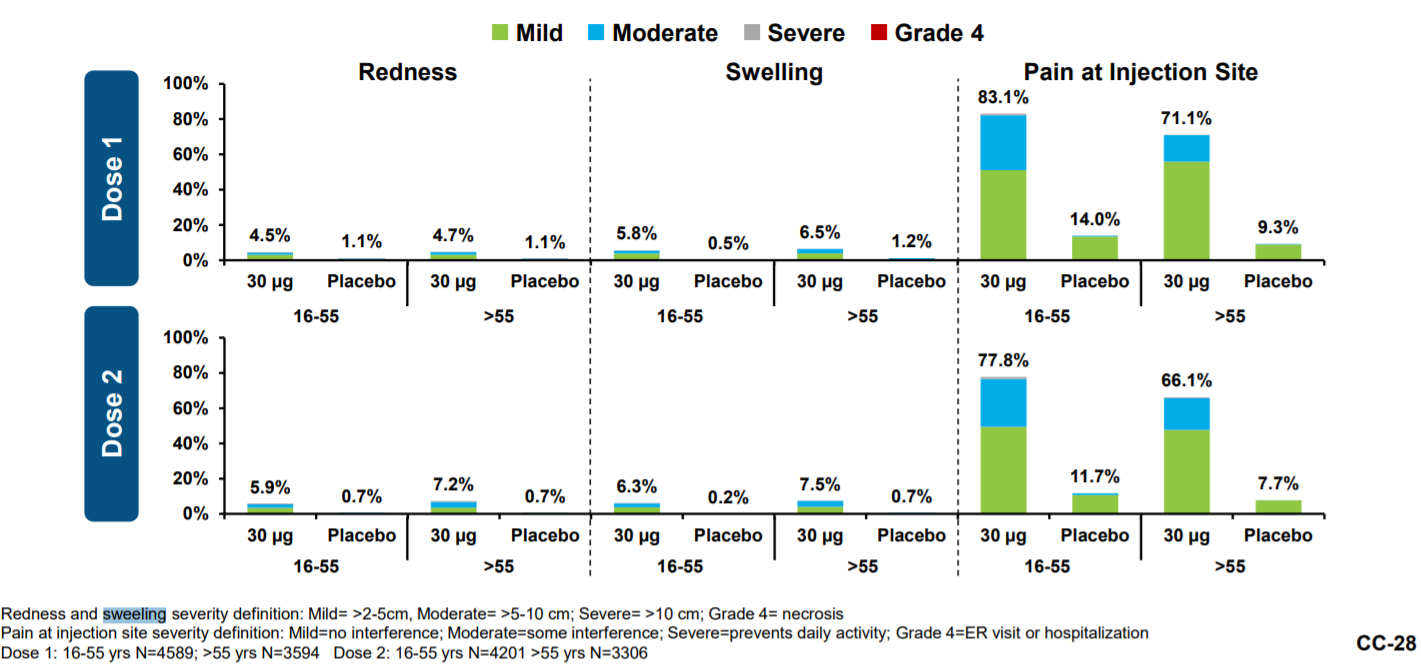 Mild Moderate Severe Grade 4
Redness Swelling Pain at Injection Site
Dose 1
100%
80%
60%
40%
20%
0%
4.5% 1.1% 4.7% 1.1% 5.8% 0.5% 6.5% 1.2% 83.1% 14.0% 71.1% 9.3%
30 µg Placebo 30 µg Placebo 30 µg Placebo 30 µg Placebo 30 µg Placebo 30 µg Placebo
16-55 >55 16-55 >55 16-55 >55
Dose 2
100%
80%
60%
40%
20%
0%
5.9% 0.7% 7.2% 0.7% 6.3% 0.2% 7.5% 0.7% 77.8% 11.7% 66.1% 7.7%
30 µg Placebo 30 µg Placebo 30 µg Placebo 30 µg Placebo 30 µg Placebo 30 µg Placebo
16-55 >55 16-55 >55 16-55 >55
Redness and sweeling severity definition: Mild= >2-5cm, Moderate= >5-10 cm; Severe= >10 cm; Grade 4= necrosis
Pain at injection site severity definition: Mild=no interference; Moderate=some interference; Severe=prevents daily activity; Grade 4=ER visit or hospitalization
Dose 1: 16-55 yrs N=4589; >55 yrs N=3594 Dose 2: 16-55 yrs N=4201 >55 yrs N=3306
CC-28